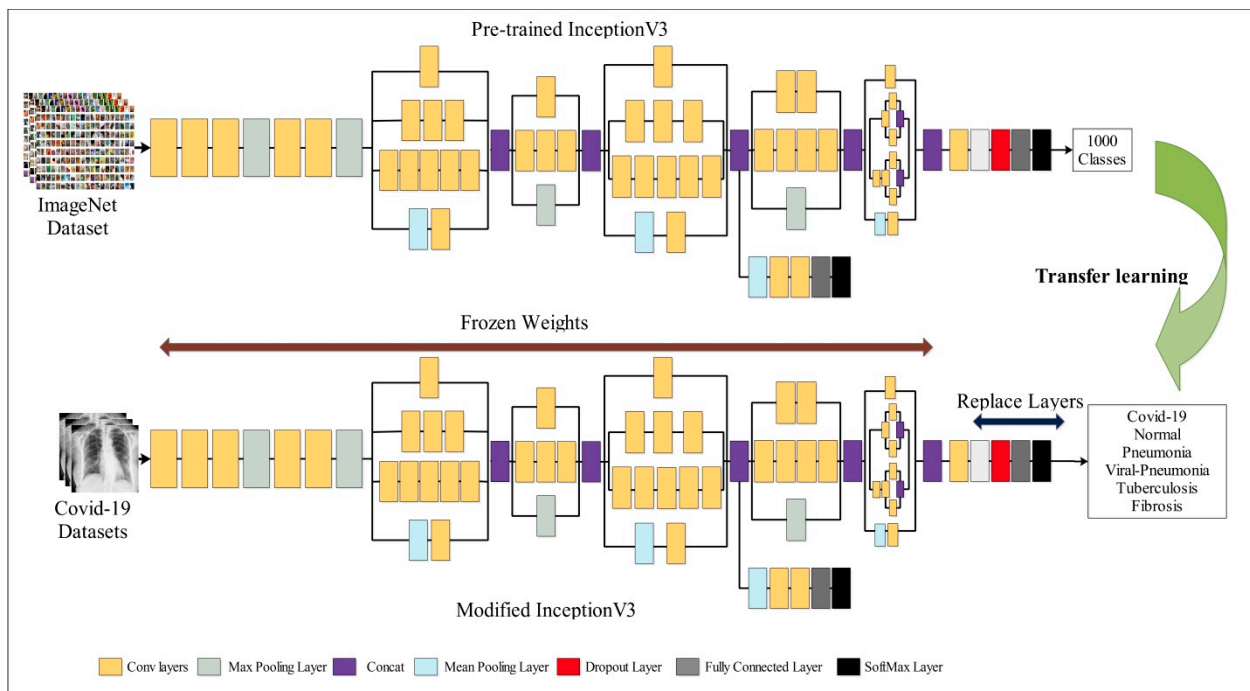 Pre-trained InceptionV3
ImageNet
Dataset
1000
Classes
Transfer learning
Frozen Weights
Replace Layers
Covid-19
Datasets
Covid-19
Normal
Pneumonia
Viral-Pneumonia
Tuberculosis
Fibrosis
Modified InceptionV3
Conv layers
Max Pooling Layer
Concat
Mean Pooling Layer
Dropout Layer
Fully Connected Layer
SoftMax Layer